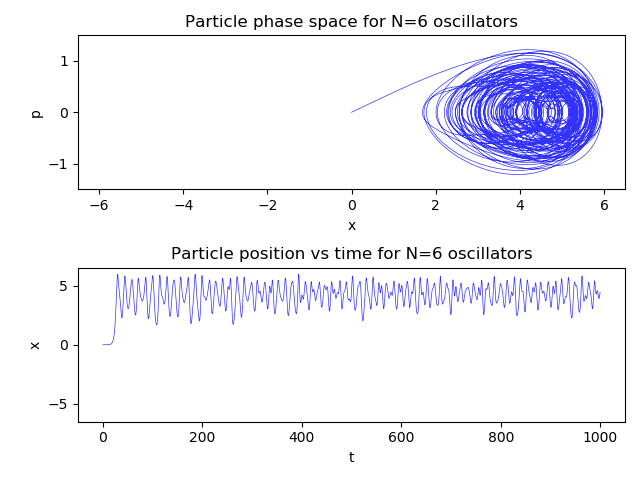 Particle phase space for N=6 oscillators
1
0
−1
p
−6 −4 −2 0 2 4 6
x
Particle position vs time for N=6 oscillators
5
0
−5
x
0 200 400 600 800 1000
t